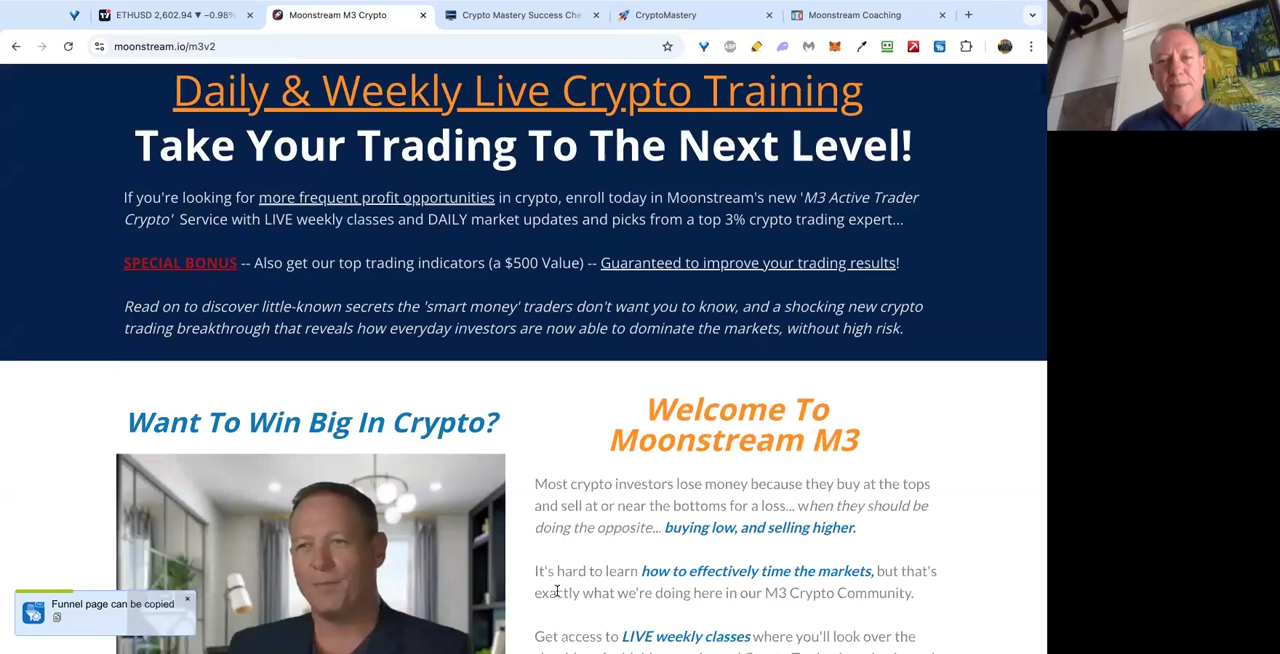 ETHUSD 2,602.94 ▼ −0.98%
Moonstream M3 Crypto
Crypto Mastery Success Che
CryptoMastery
Moonstream Coaching
moonstream.io/m3v2
ABP
Daily & Weekly Live Crypto Training
Take Your Trading To The Next Level!
If you're looking for more frequent profit opportunities in crypto, enroll today in Moonstream's new 'M3 Active Trader
Crypto' Service with LIVE weekly classes and DAILY market updates and picks from a top 3% crypto trading expert...
SPECIAL BONUS -- Also get our top trading indicators (a $500 Value) -- Guaranteed to improve your trading results!
Read on to discover little-known secrets the 'smart money' traders don't want you to know, and a shocking new crypto
trading breakthrough that reveals how everyday investors are now able to dominate the markets, without high risk.
Want To Win Big In Crypto?
Welcome To
Moonstream M3
Most crypto investors lose money because they buy at the tops
and sell at or near the bottoms for a loss... when they should be
doing the opposite... buying low, and selling higher.
It's hard to learn how to effectively time the markets, but that's
exactly what we're doing here in our M3 Crypto Community.
Get access to LIVE weekly classes where you'll look over the
Funnel page can be copied